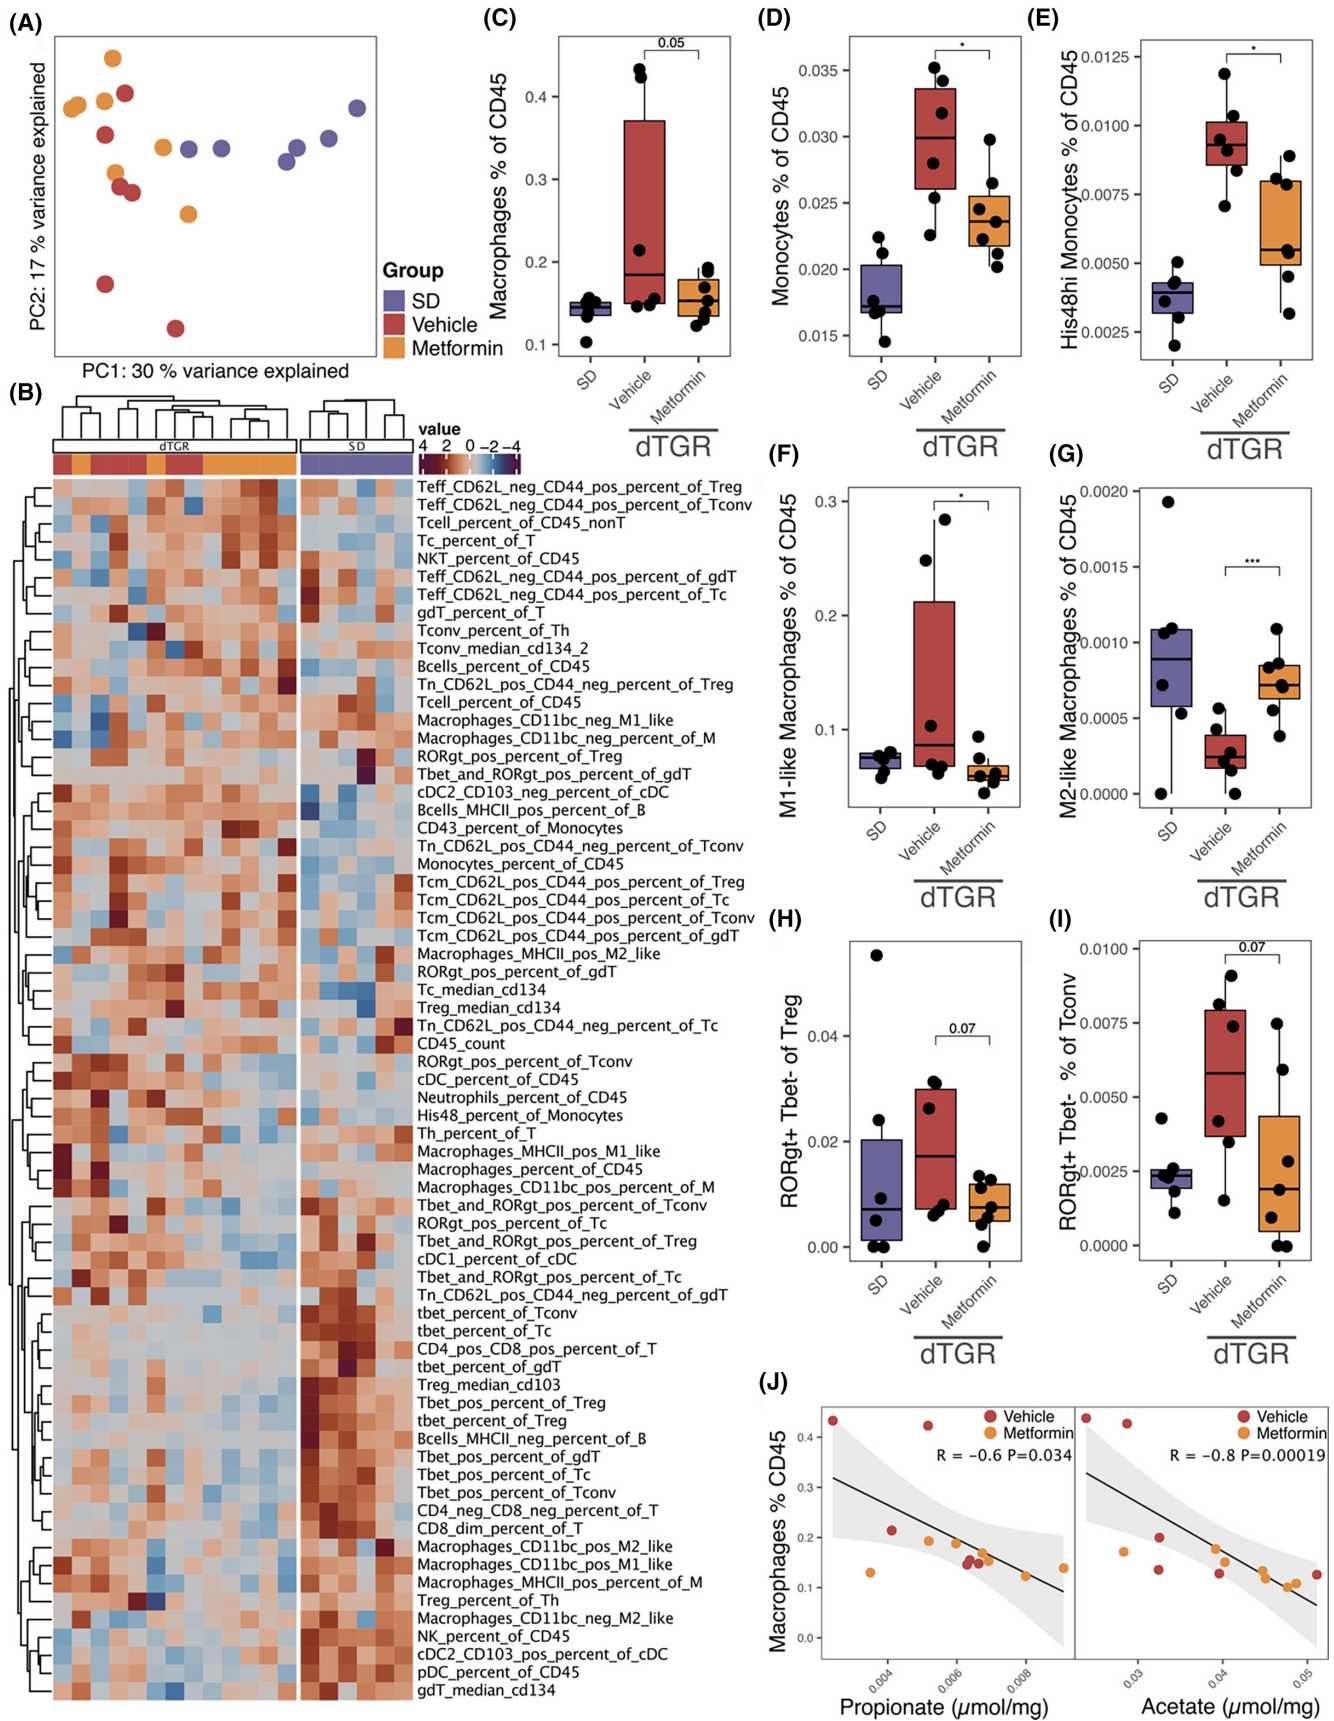 (A)
PC2: 17 % variance explained
PC1: 30 % variance explained
Group
SD
Vehicle
Metformin
(B)
dTGR
SD
value
4 2 0 −2−4
Teff_CD62L_neg_CD44_pos_percent_of_Treg
Teff_CD62L_neg_CD44_pos_percent_of_Tconv
Tcell_percent_of_CD45_nonT
Tc_percent_of_T
NKT_percent_of_CD45
Teff_CD62L_neg_CD44_pos_percent_of_gdT
Teff_CD62L_neg_CD44_pos_percent_of_Tc
gdT_percent_of_T
Tconv_percent_of_Th
Tconv_median_cd134_2
Bcells_percent_of_CD45
Tn_CD62L_pos_CD44_neg_percent_of_Treg
Tcell_percent_of_CD45
Macrophages_CD11bc_neg_M1_like
Macrophages_CD11bc_neg_percent_of_M
RORgt_pos_percent_of_Treg
Tbet_and_RORgt_pos_percent_of_gdT
cDC2_CD103_neg_percent_of_cDC
Bcells_MHCII_pos_percent_of_B
CD43_percent_of_Monocytes
Tn_CD62L_pos_CD44_neg_percent_of_Tconv
Monocytes_percent_of_CD45
Tcm_CD62L_pos_CD44_pos_percent_of_Treg
Tcm_CD62L_pos_CD44_pos_percent_of_Tc
Tcm_CD62L_pos_CD44_pos_percent_of_Tconv
Tcm_CD62L_pos_CD44_pos_percent_of_gdT
Macrophages_MHCII_pos_M2_like
RORgt_pos_percent_of_gdT
Tc_median_cd134
Treg_median_cd134
Tn_CD62L_pos_CD44_neg_percent_of_Tc
CD45_count
RORgt_pos_percent_of_Tconv
cDC_percent_of_CD45
Neutrophils_percent_of_CD45
His48_percent_of_Monocytes
Th_percent_of_T
Macrophages_MHCII_pos_M1_like
Macrophages_percent_of_CD45
Macrophages_CD11bc_pos_percent_of_M
Tbet_and_RORgt_pos_percent_of_Tconv
RORgt_pos_percent_of_Tc
Tbet_and_RORgt_pos_percent_of_Treg
cDC1_percent_of_cDC
Tbet_and_RORgt_pos_percent_of_Tc
Tn_CD62L_pos_CD44_neg_percent_of_gdT
tbet_percent_of_Tconv
tbet_percent_of_Tc
CD4_pos_CD8_pos_percent_of_T
tbet_percent_of_gdT
Treg_median_cd103
Tbet_pos_percent_of_Treg
tbet_percent_of_Treg
Bcells_MHCII_neg_percent_of_B
Tbet_pos_percent_of_gdT
Tbet_pos_percent_of_Tc
Tbet_pos_percent_of_Tconv
CD4_neg_CD8_neg_percent_of_T
CD8_dim_percent_of_T
Macrophages_CD11bc_pos_M2_like
Macrophages_CD11bc_pos_M1_like
Macrophages_MHCII_pos_percent_of_M
Treg_percent_of_Th
Macrophages_CD11bc_neg_M2_like
NK_percent_of_CD45
cDC2_CD103_pos_percent_of_cDC
pDC_percent_of_CD45
gdT_median_cd134
(C)
Macrophages % of CD45
0.4
0.3
0.2
0.1
0.05
SD
Vehicle
Metformin
dTGR
(D)
Monocytes % of CD45
0.035
0.030
0.025
0.020
0.015
*
SD
Vehicle
Metformin
dTGR
(E)
His48hi Monocytes % of CD45
0.0125
0.0100
0.0075
0.0050
0.0025
*
SD
Vehicle
Metformin
dTGR
(F)
M1-like Macrophages % of CD45
0.3
0.2
0.1
*
SD
Vehicle
Metformin
dTGR
(G)
M2-like Macrophages % of CD45
0.0020
0.0015
0.0010
0.0005
0.0000
***
SD
Vehicle
Metformin
dTGR
(H)
RORgt+ Tbet- of Treg
0.04
0.02
0.00
0.07
SD
Vehicle
Metformin
dTGR
(I)
RORgt+ Tbet- % of Tconv
0.0100
0.0075
0.0050
0.0025
0.0000
0.07
SD
Vehicle
Metformin
dTGR
(J)
Macrophages % CD45
0.4
0.3
0.2
0.1
0.0
Vehicle
Metformin
R = −0.6 P=0.034
0.004
0.006
0.008
Propionate (µmol/mg)
Vehicle
Metformin
R = −0.8 P=0.00019
0.03
0.04
0.05
Acetate (µmol/mg)